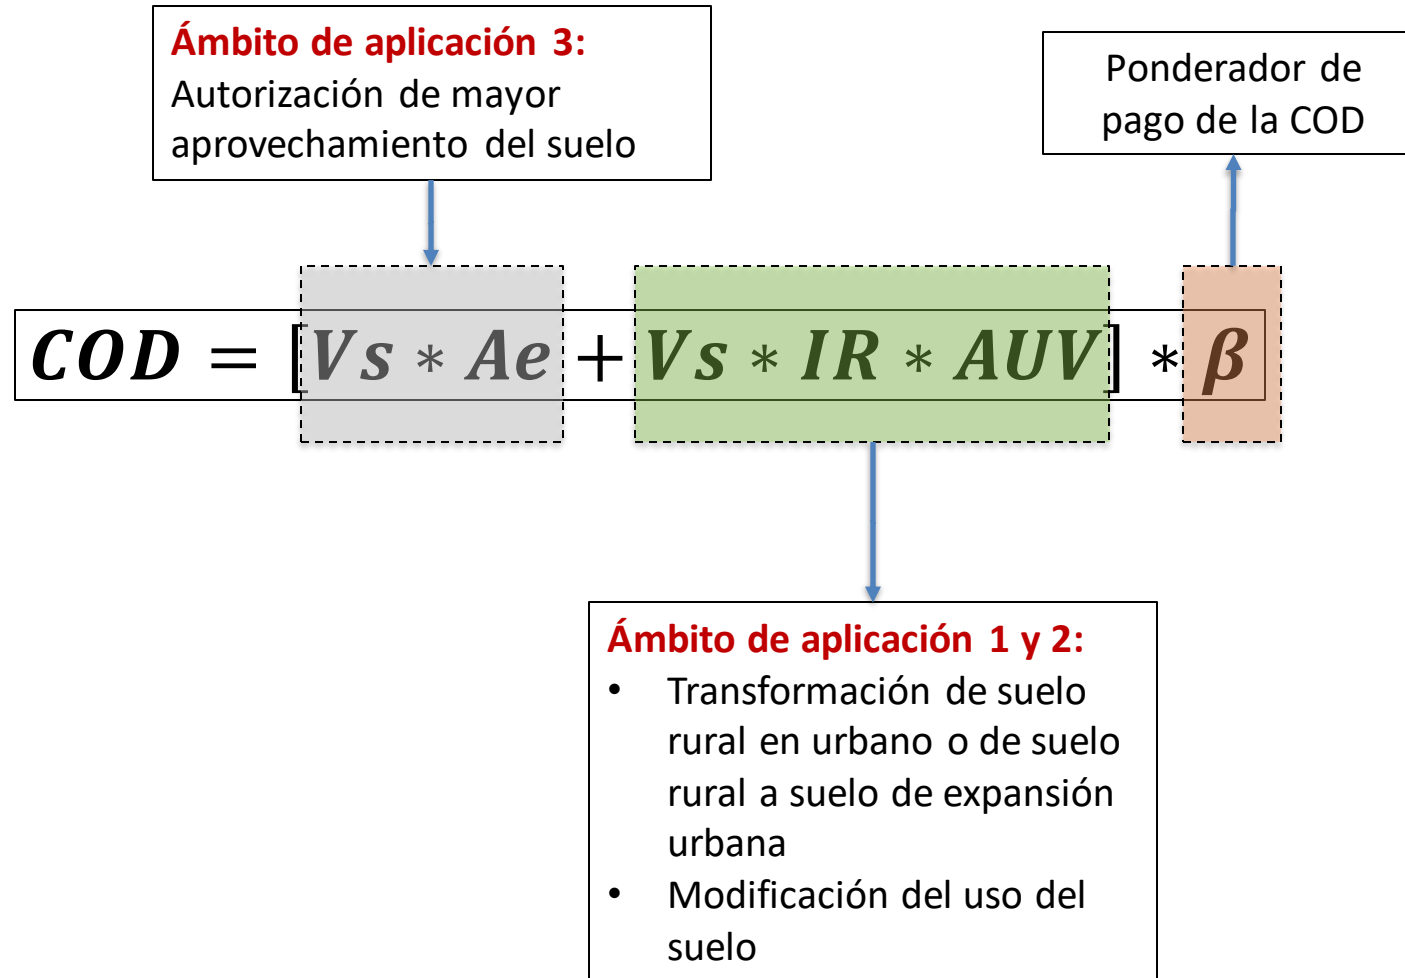 Ámbito de aplicación 3:
Autorización de mayor
aprovechamiento del suelo
Ponderador de
pago de la COD
COD = [Vs * Ae + Vs * IR * AUV] * β
Ámbito de aplicación 1 y 2:
• Transformación de suelo
rural en urbano o de suelo
rural a suelo de expansión
urbana
• Modificación del uso del
suelo